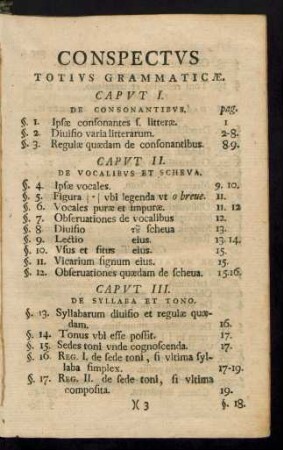 CONSPECTVS
TOTIVS GRAMMATICÆ.
CAPVT I.
DE CONSONANTIBVS. pag.
§. 1. Ipſæ conſonantes ſ. litteræ. 1
§. 2. Diuiſio varia litterarum. 2-8.
§. 3. Regulæ quædam de conſonantibus. 8.9.
CAPVT II.
DE VOCALIBVS ET SCHEVA.
§. 4. Ipſæ vocales. 9. 10.
§. 5. Figura |ָ| vbi legenda vt o breue. 11.
§. 6. Vocales puræ et impuræ. 11. 12
§. 7. Obſeruationes de vocalibus 12.
§. 8. Diuiſio τῦ ſcheua 13.
§. 9. Lectio eius. 13. 14.
§. 10. Vſus et ſitus eius. 15.
§. 11. Vicarium ſignum eius. 15.
§. 12. Obſeruationes quædam de ſcheua. 15.16.
CAPVT III.
DE SYLLABA ET TONO.
§. 13. Syllabarum diuiſio et regulæ quæ-
dam. 16.
§. 14. Tonus vbi eſſe poſſit. 17.
§. 15. Sedes toni vnde cognoſcenda. 17.
§. 16. REG. I. de ſede toni, ſi vltima ſyl-
laba ſimplex. 17-19.
§. 17. REG. II. de ſede toni, ſi vltima
compoſita. 19.
)( 3 §. 18.